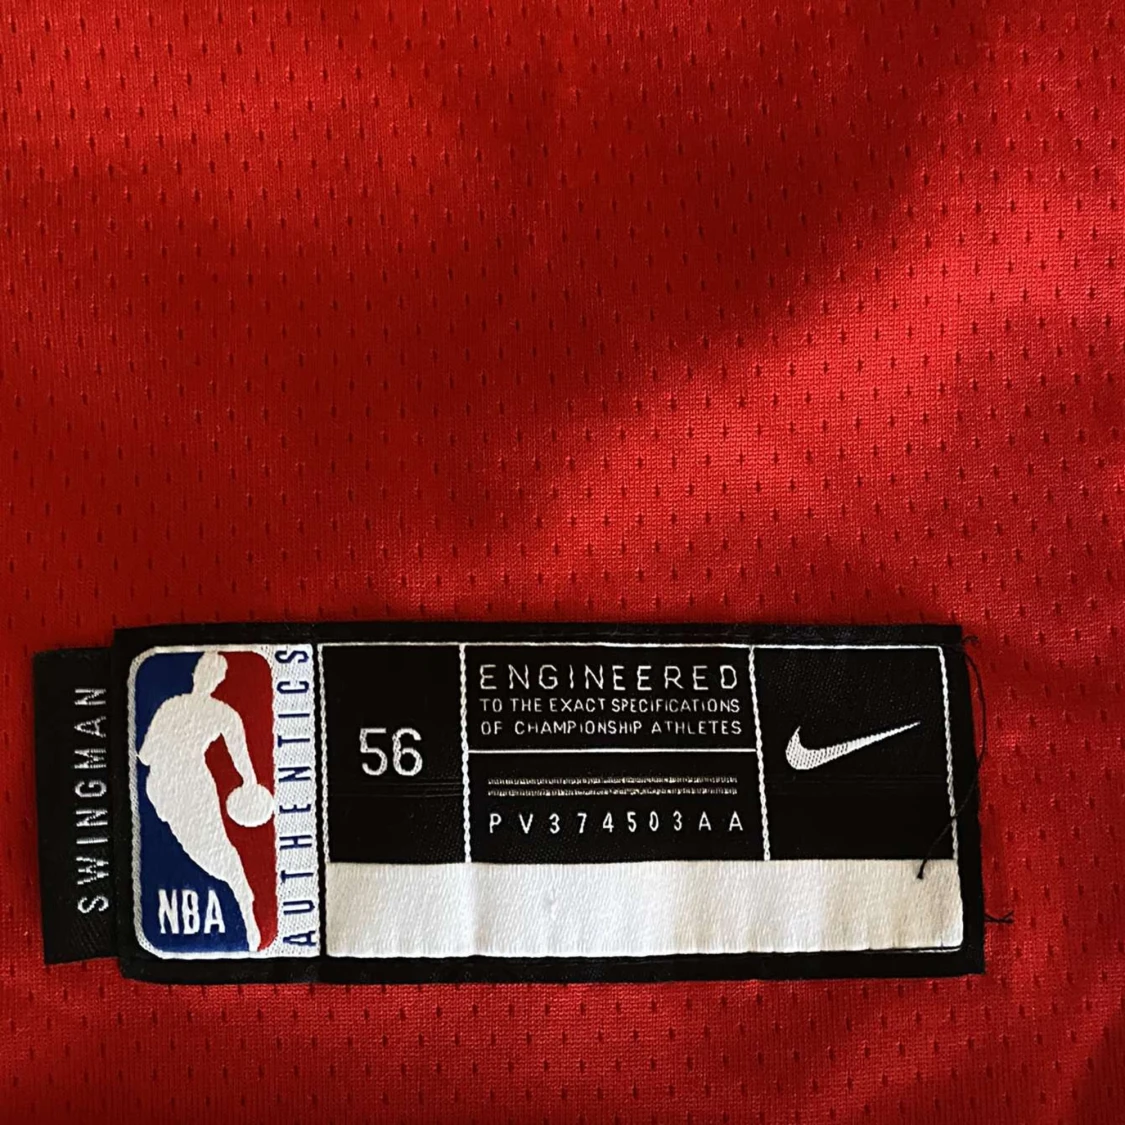 SWINGMAN
NBA
AUTHENTICS
56
ENGINEERED
TO THE EXACT SPECIFICATIONS
OF CHAMPIONSHIP ATHLETES
PV374503AA